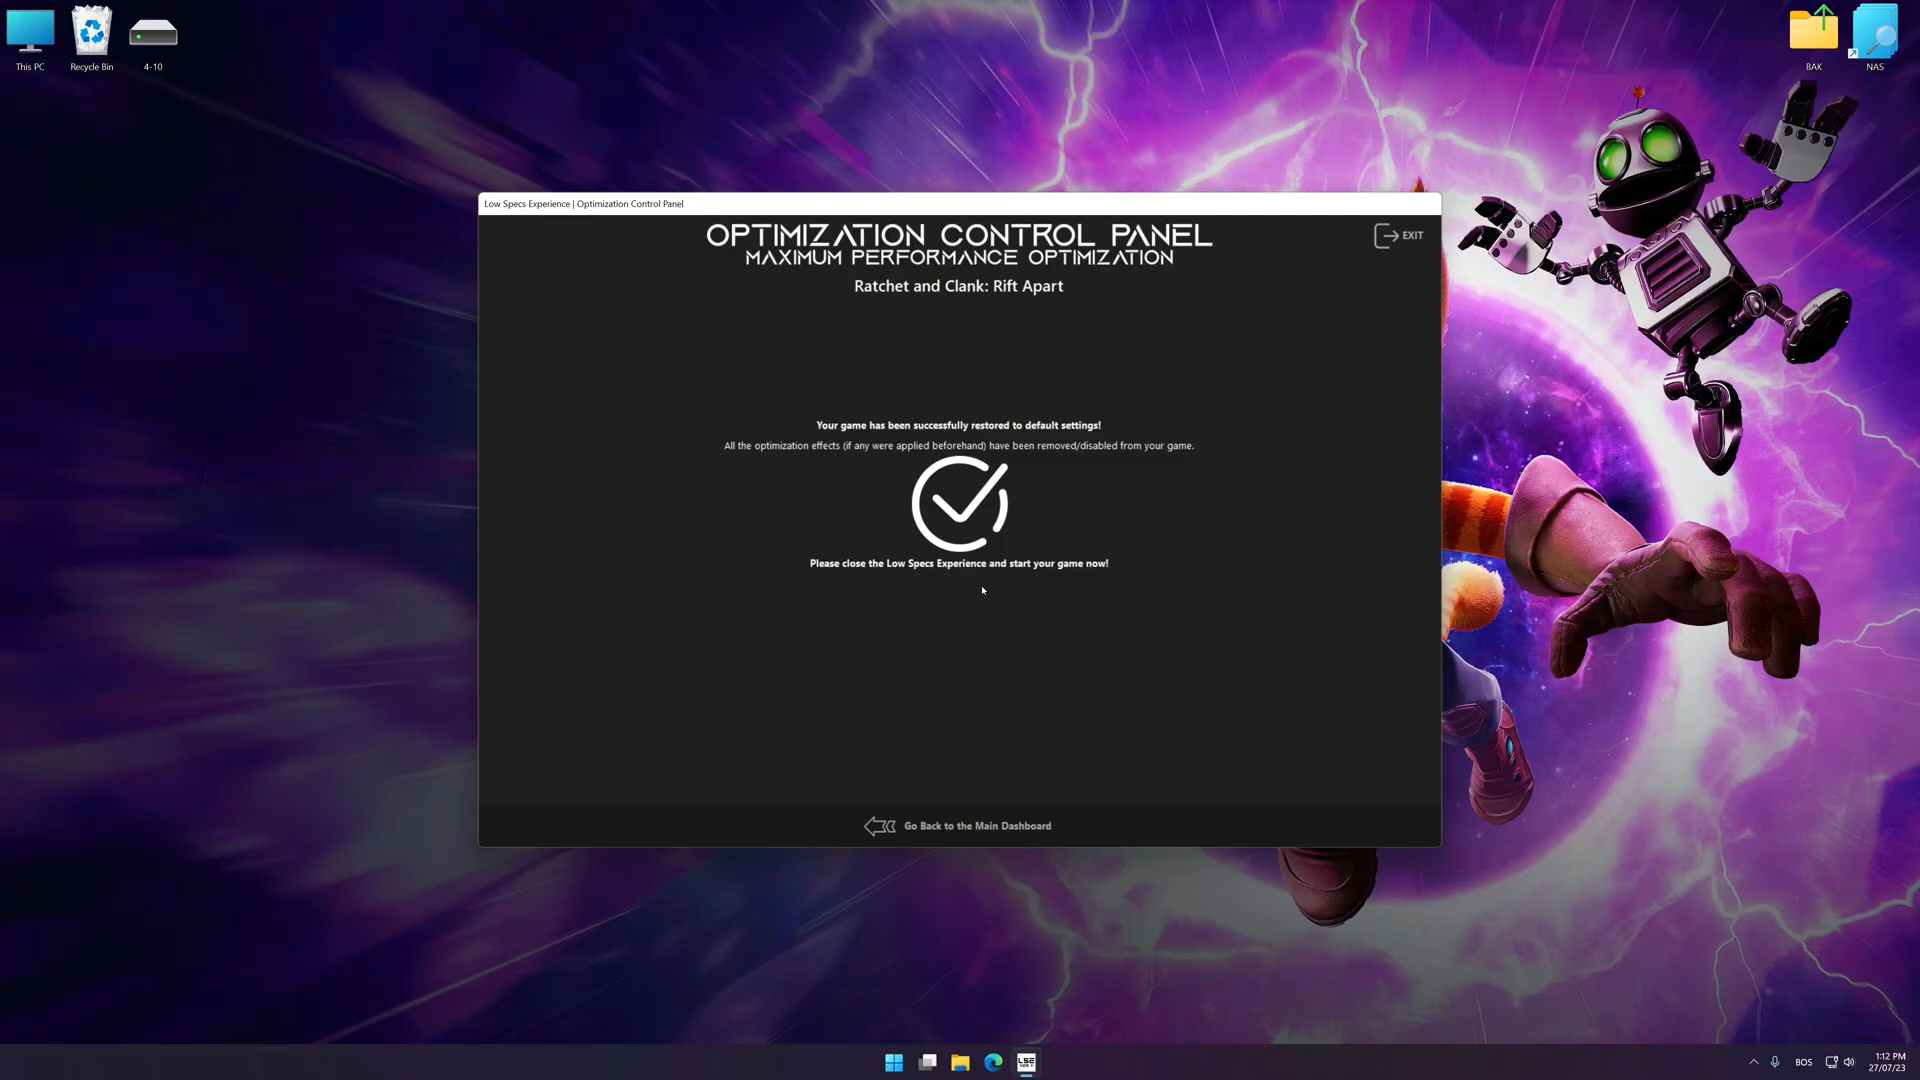 This PC
Recycle Bin
4-10
BAK
NAS
Low Specs Experience | Optimization Control Panel
OPTIMIZATION CONTROL PANEL
MAXIMUM PERFORMANCE OPTIMIZATION
EXIT
Ratchet and Clank: Rift Apart
Your game has been successfully restored to default settings!
All the optimization effects (if any were applied beforehand) have been removed/disabled from your game.
Please close the Low Specs Experience and start your game now!
Go Back to the Main Dashboard
LSE
VER 11
BOS
1:12 PM
27/07/23